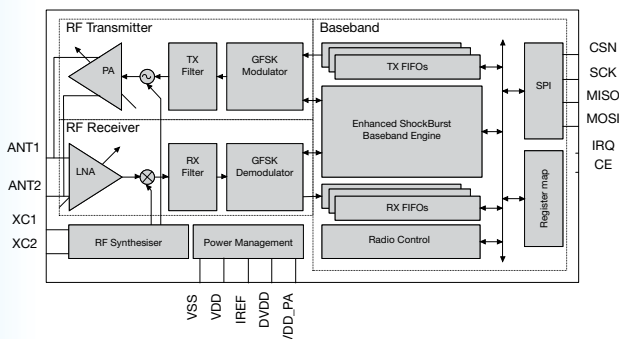 RF Transmitter
Baseband
PA
TX
Filter
GFSK
Modulator
TX FIFOs
SPI
CSN
SCK
MISO
MOSI
Enhanced ShockBurst
Baseband Engine
RF Receiver
ANT1
LNA
RX
Filter
GFSK
Demodulator
IRQ
CE
ANT2
Register map
RX FIFOs
XC1
XC2
RF Synthesiser
Power Management
Radio Control
VSS
VDD
IREF
DVDD
VDD_PA